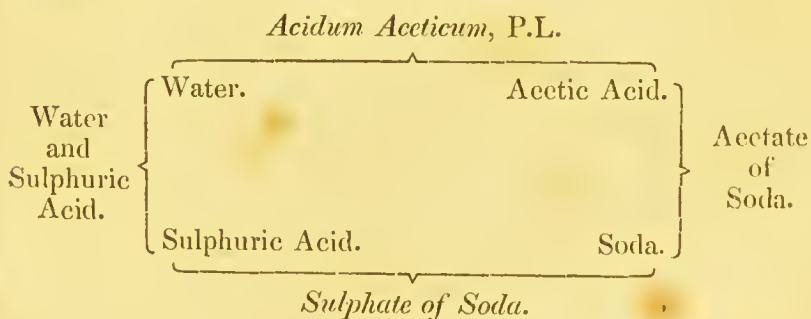 Acidum Aceticum, P.L.
Water. Acetic Acid.
Water
and
Sulphuric
Acid.
Acetate
of
Soda.
Sulphuric Acid. Soda.
Sulphate of Soda.